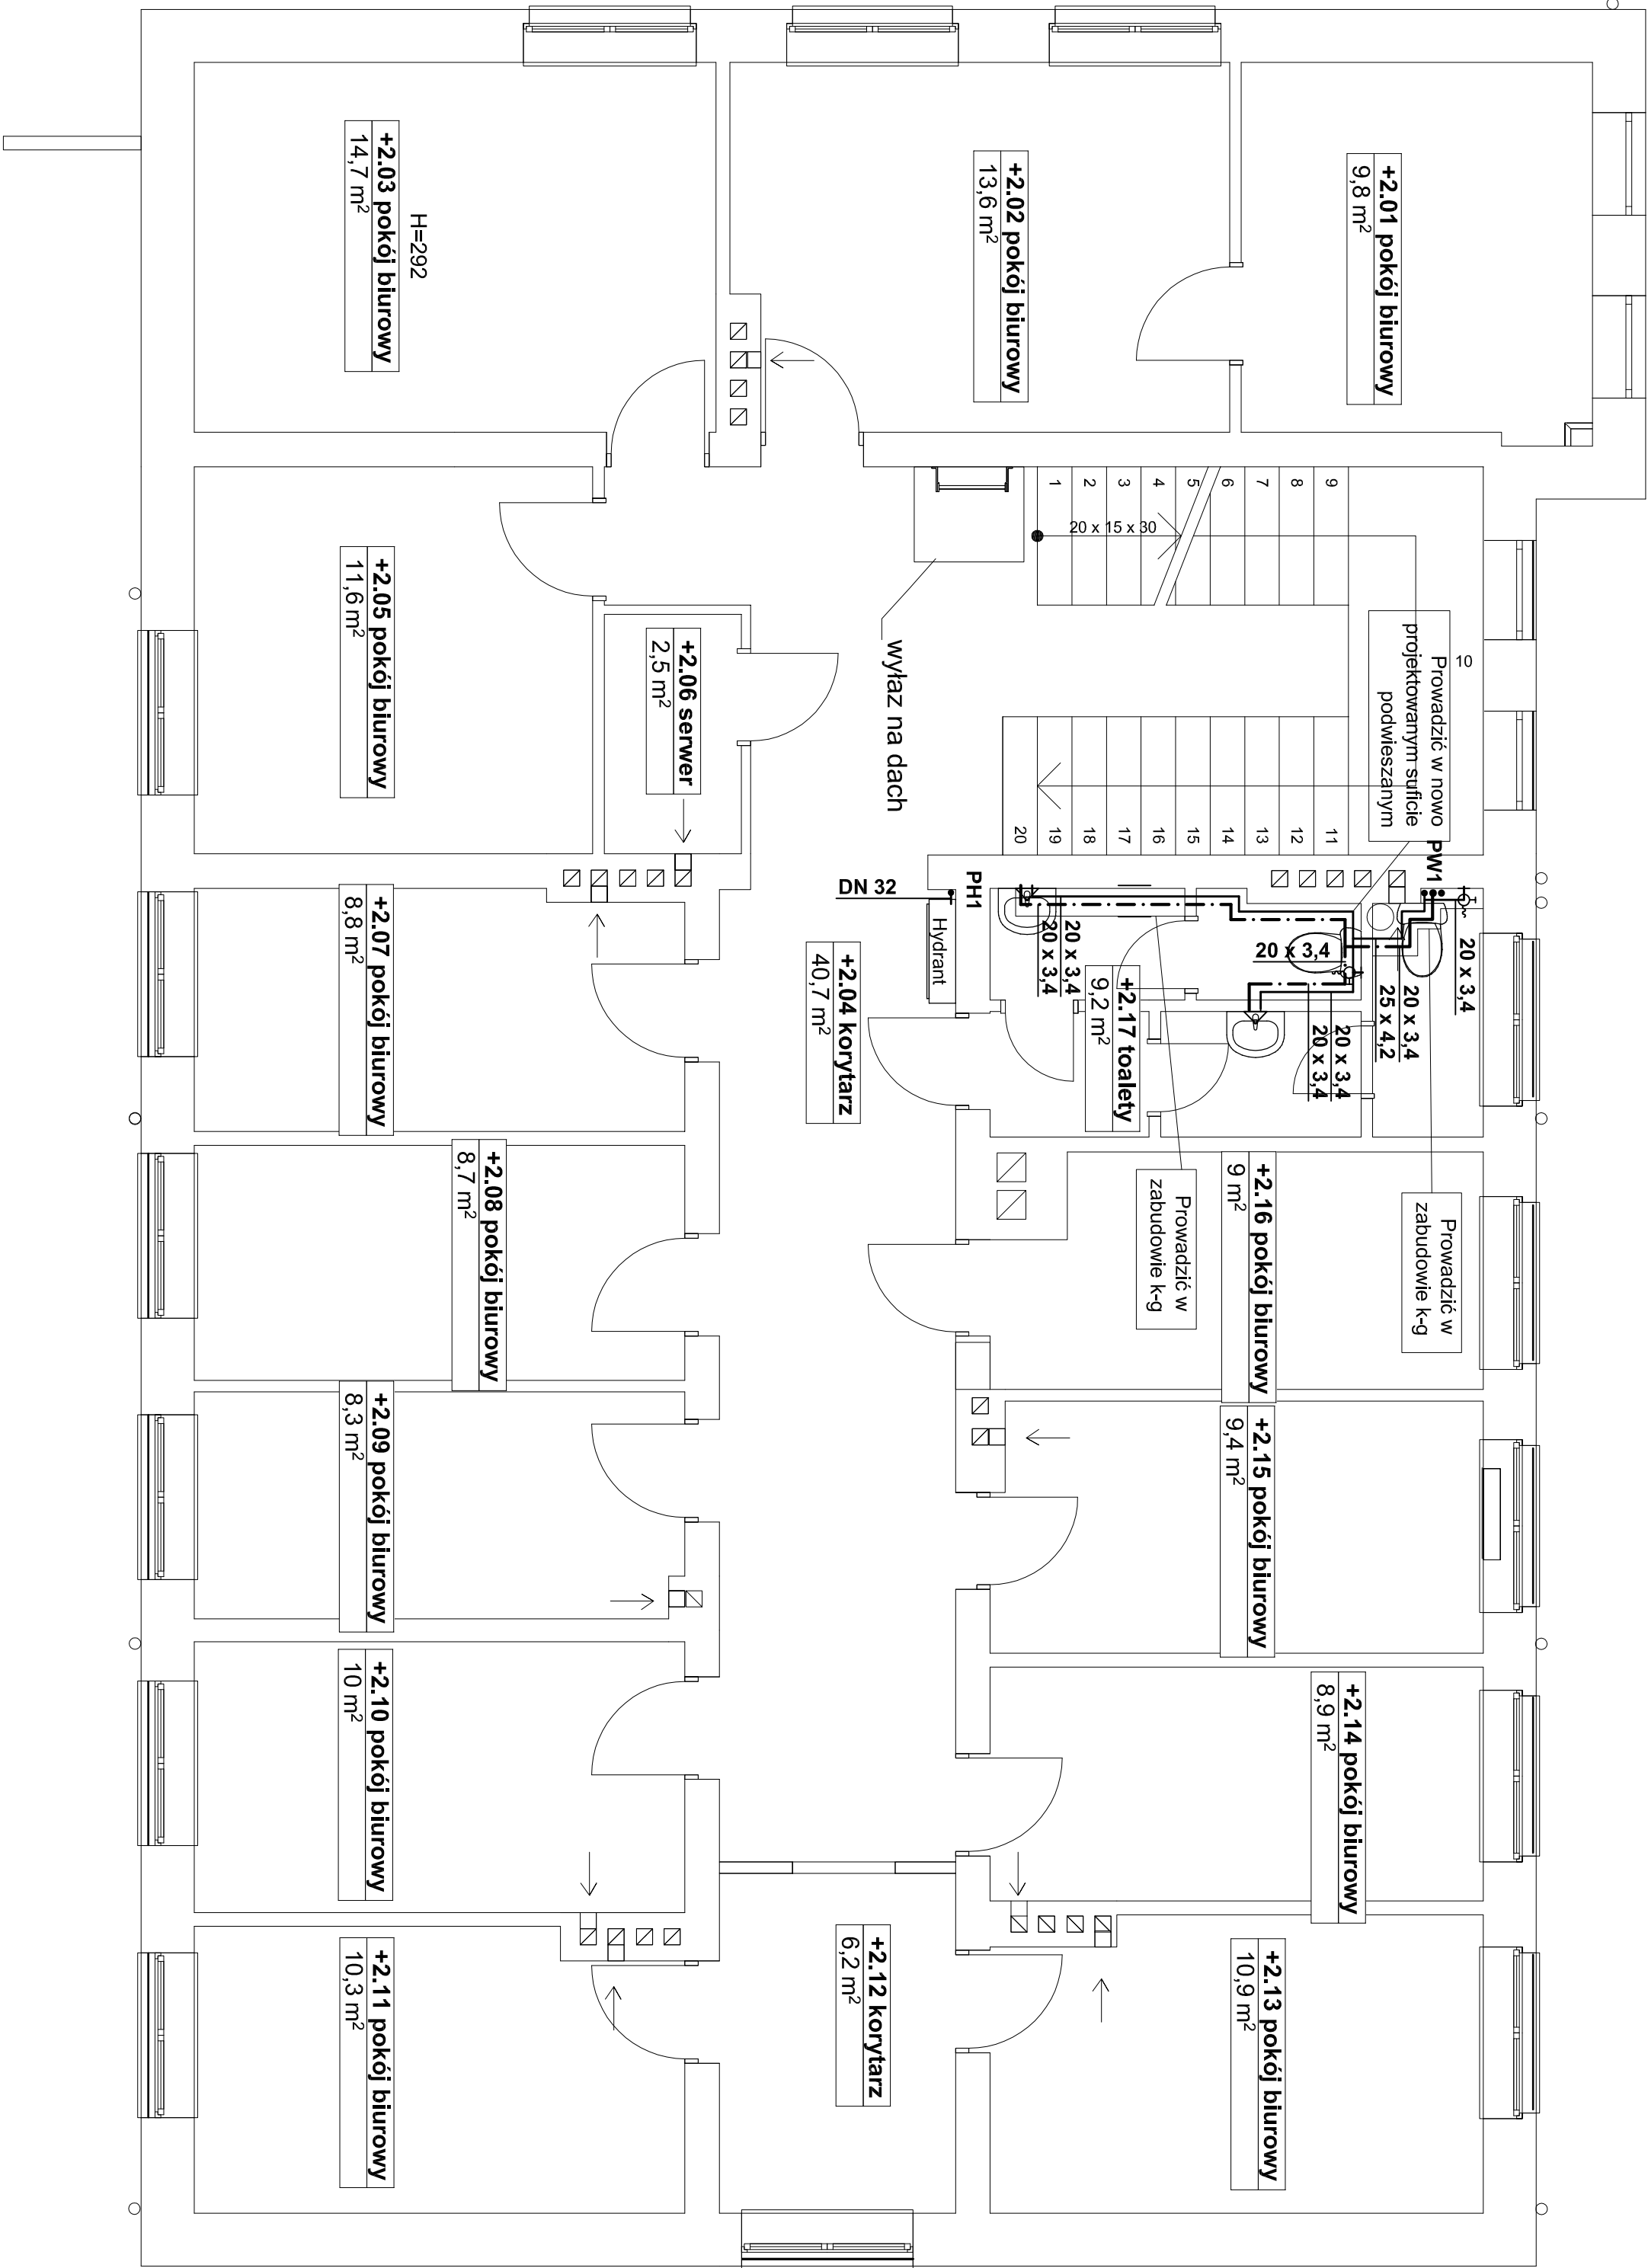 +2.01 pokój biurowy
9,8 m²
+2.02 pokój biurowy
13,6 m²
H=292
+2.03 pokój biurowy
14,7 m²
9
8
7
6
5
4
3
2
1
20 x 15 x 30
10
Prowadzić w nowo
projektowanym suficie
podwieszanym
11
12
13
14
15
16
17
18
19
20
wyłaz na dach
+2.05 pokój biurowy
11,6 m²
+2.06 serwer
2,5 m²
PW1
PH1
DN 32
Hydrant
20 x 3,4
20 x 3,4
25 x 4,2
20 x 3,4
20 x 3,4
20 x 3,4
20 x 3,4
20 x 3,4
+2.17 toalety
9,2 m²
+2.04 korytarz
40,7 m²
+2.07 pokój biurowy
8,8 m²
Prowadzić w
zabudowie k-g
Prowadzić w
zabudowie k-g
+2.16 pokój biurowy
9 m²
+2.08 pokój biurowy
8,7 m²
+2.15 pokój biurowy
9,4 m²
+2.09 pokój biurowy
8,3 m²
+2.14 pokój biurowy
8,9 m²
+2.10 pokój biurowy
10 m²
+2.13 pokój biurowy
10,9 m²
+2.12 korytarz
6,2 m²
+2.11 pokój biurowy
10,3 m²